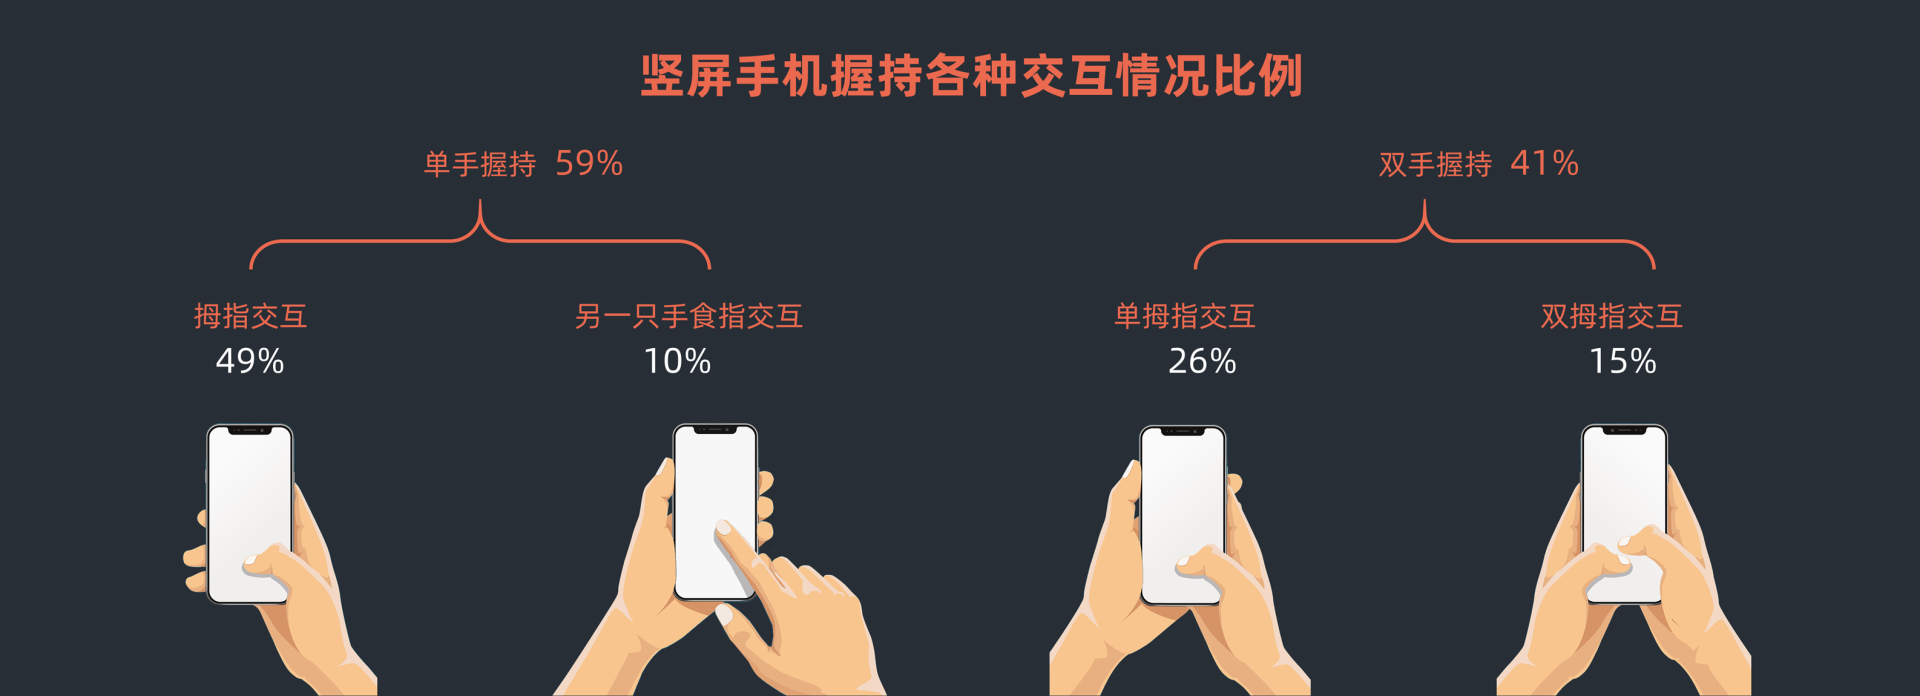 竖屏手机握持各种交互情况比例
单手握持 59%
双手握持 41%
拇指交互
另一只手食指交互
单拇指交互
双拇指交互
49%
10%
26%
15%